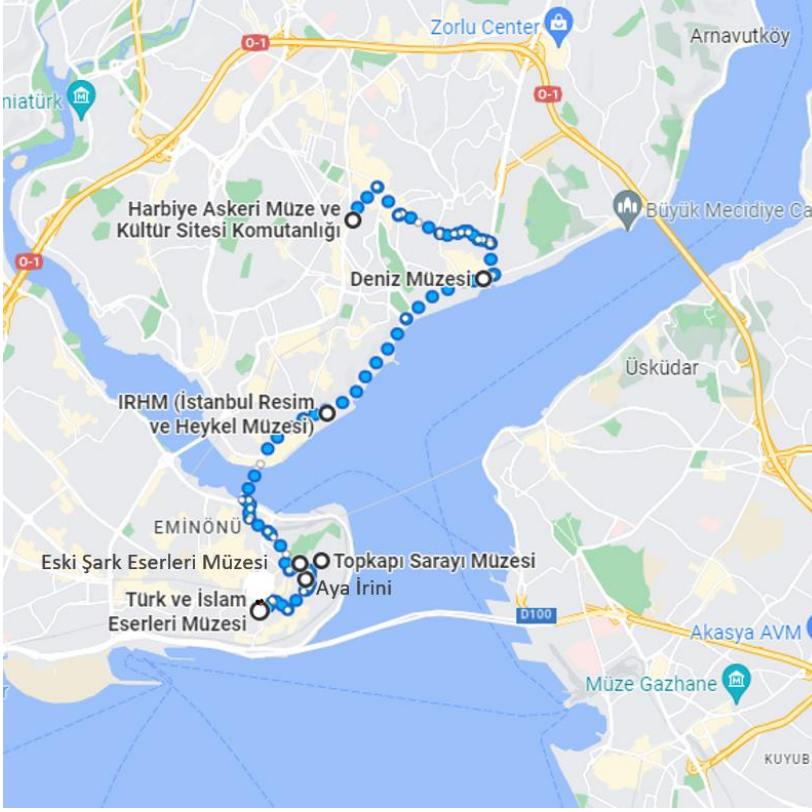 Zorlu Center
Arnavutköy
O-1
niatürk
O-1
Harbiye Askeri Müze ve
Kültür Sitesi Komutanlığı
Büyük Mecidiye Ca
O-1
Deniz Müzesi
Üsküdar
IRHM (İstanbul Resim
ve Heykel Müzesi)
EMİNÖNÜ
Eski Şark Eserleri Müzesi
Topkapı Sarayı Müzesi
Aya İrini
Türk ve İslam
Eserleri Müzesi
D100
Akasya AVM
Müze Gazhane
KUYUB
r